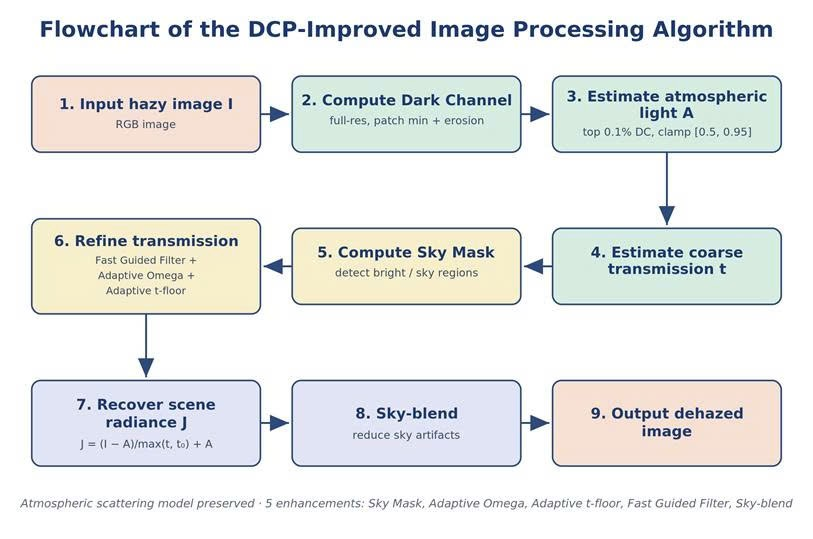 Flowchart of the DCP-Improved Image Processing Algorithm
1. Input hazy image I
RGB image
2. Compute Dark Channel
full-res, patch min + erosion
3. Estimate atmospheric
light A
top 0.1% DC, clamp [0.5, 0.95]
4. Estimate coarse
transmission t
5. Compute Sky Mask
detect bright / sky regions
6. Refine transmission
Fast Guided Filter +
Adaptive Omega +
Adaptive t-floor
7. Recover scene
radiance J
J = (I − A)/max(t, t₀) + A
8. Sky-blend
reduce sky artifacts
9. Output dehazed
image
Atmospheric scattering model preserved · 5 enhancements: Sky Mask, Adaptive Omega, Adaptive t-floor, Fast Guided Filter, Sky-blend